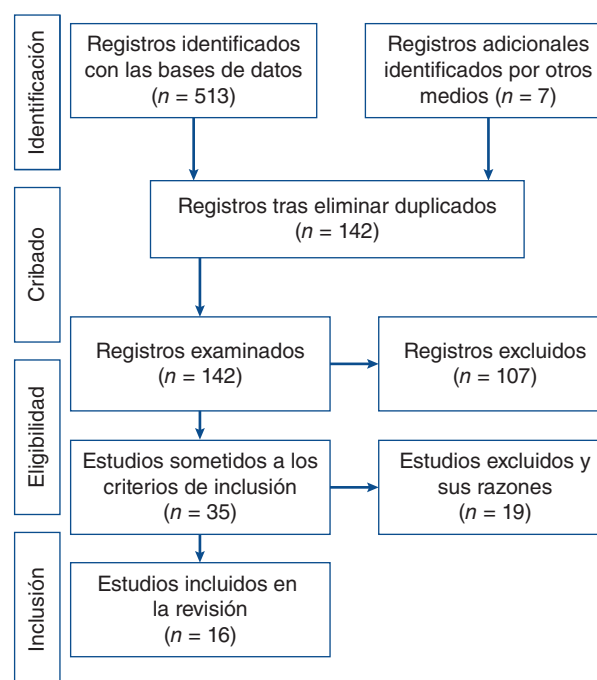 Identificación
Registros identificados
con las bases de datos
(n = 513)
Registros adicionales
identificados por otros
medios (n = 7)
Cribado
Registros tras eliminar duplicados
(n = 142)
Registros examinados
(n = 142)
Registros excluidos
(n = 107)
Eligibilidad
Estudios sometidos a los
criterios de inclusión
(n = 35)
Estudios excluidos y
sus razones
(n = 19)
Inclusión
Estudios incluidos en
la revisión
(n = 16)